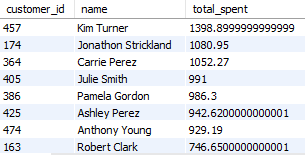 customer_id name total_spent
457 Kim Turner 1398.8999999999999
174 Jonathon Strickland 1080.95
364 Carrie Perez 1052.27
405 Julie Smith 991
386 Pamela Gordon 986.3
425 Ashley Perez 942.6200000000001
474 Anthony Young 929.19
163 Robert Clark 746.6500000000001